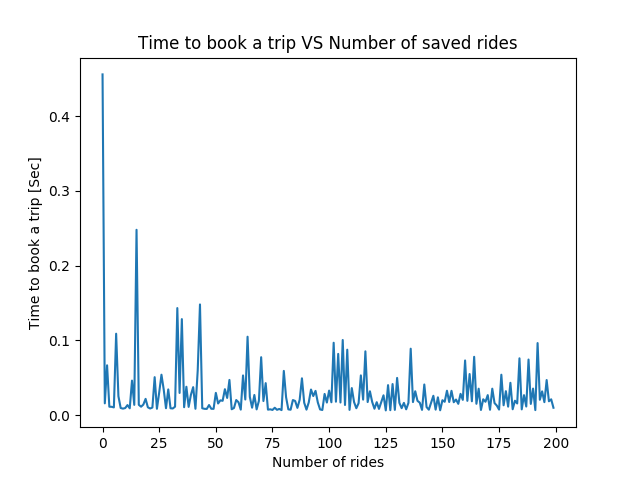 Time to book a trip VS Number of saved rides
Time to book a trip [Sec]
0.4
0.3
0.2
0.1
0.0
0 25 50 75 100 125 150 175 200
Number of rides